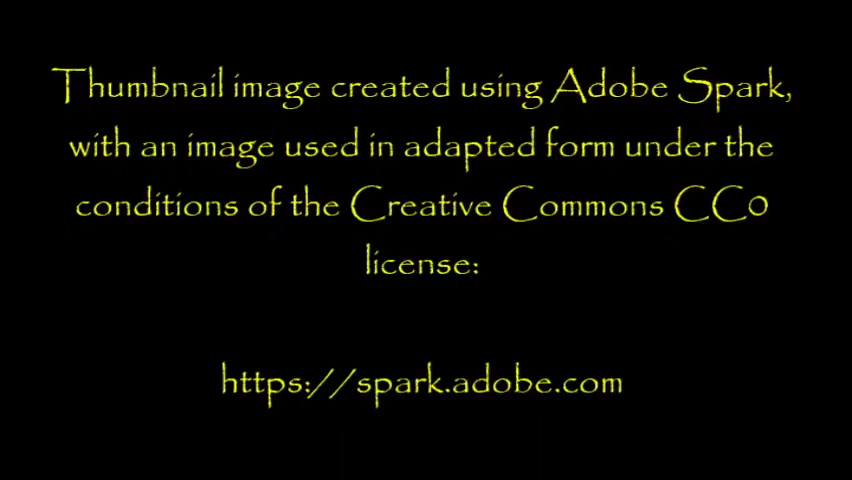 Thumbnail image created using Adobe Spark,
with an image used in adapted form under the
conditions of the Creative Commons CC0
license:
https://spark.adobe.com